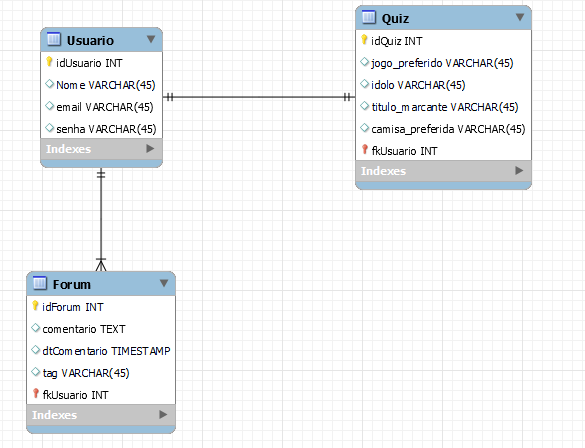 Usuario
idUsuario INT
Nome VARCHAR(45)
email VARCHAR(45)
senha VARCHAR(45)
Indexes
Quiz
idQuiz INT
jogo_preferido VARCHAR(45)
idolo VARCHAR(45)
titulo_marcante VARCHAR(45)
camisa_preferida VARCHAR(45)
fkUsuario INT
Indexes
Forum
idForum INT
comentario TEXT
dtComentario TIMESTAMP
tag VARCHAR(45)
fkUsuario INT
Indexes